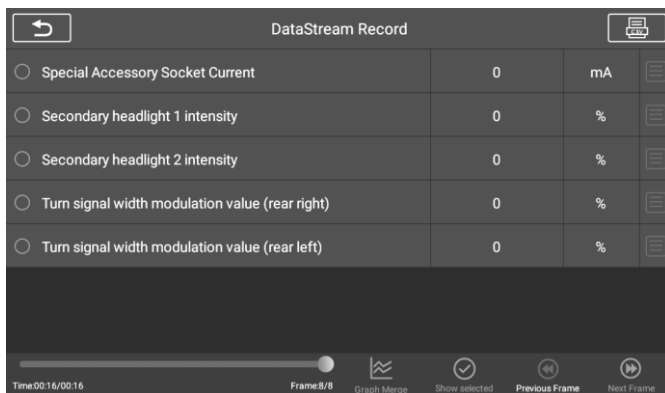 DataStream Record
CSV
Special Accessory Socket Current 0 mA
Secondary headlight 1 intensity 0 %
Secondary headlight 2 intensity 0 %
Turn signal width modulation value (rear right) 0 %
Turn signal width modulation value (rear left) 0 %
Time:00:16/00:16 Frame:8/8 Graph Merge Show selected Previous Frame Next Frame